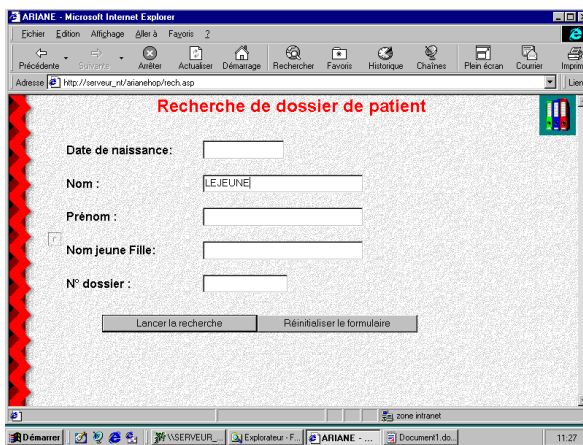 ARIANE - Microsoft Internet Explorer
Fichier Edition Affichage Aller à Favoris ?
Précédente Suivante Arrêter Actualiser Démarrage Rechercher Favoris Historique Chaînes Plein écran Courrier Imprim
Adresse http://serveur_nt/arianehop/rech.asp Lien
Recherche de dossier de patient
Date de naissance:
Nom : LEJEUNE
Prénom :
Nom jeune Fille:
N° dossier :
Lancer la recherche Réinitialiser le formulaire
zone intranet
Démarrer \\SERVEUR_... Explorateur - F... ARIANE - ... Document1.do... 11:27